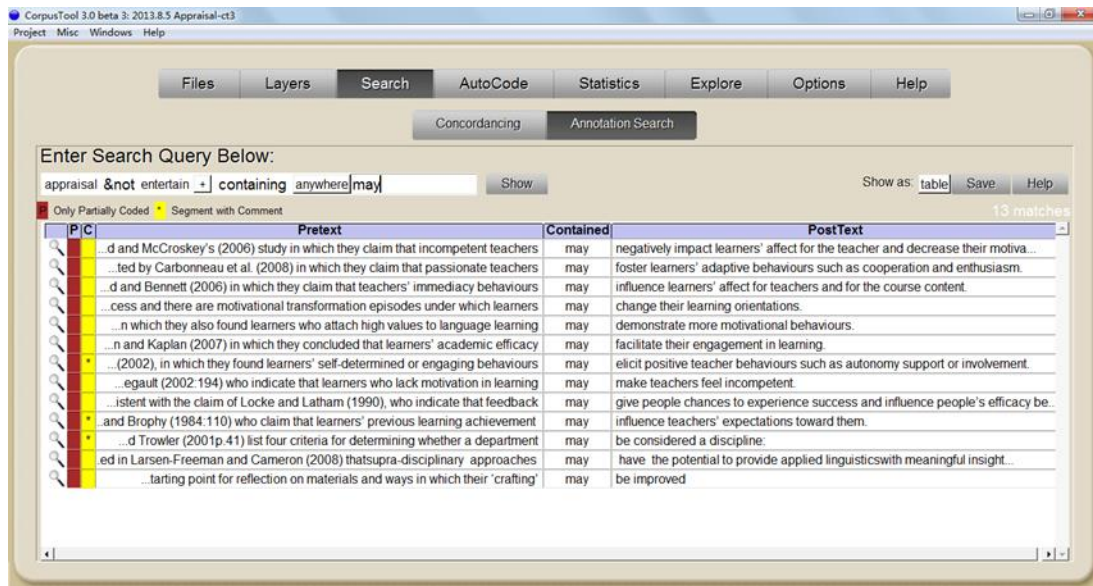 CorpusTool 3.0 beta 3: 2013.8.5 Appraisal-ct3
Project Misc Windows Help
Files Layers Search AutoCode Statistics Explore Options Help
Concordancing Annotation Search
Enter Search Query Below:
appraisal &not entertain + containing anywhere may Show Show as: table Save Help
P Only Partially Coded * Segment with Comment 13 matches
P C Pretext Contained PostText
...d and McCroskey's (2006) study in which they claim that incompetent teachers may negatively impact learners' affect for the teacher and decrease their motiva...
...ted by Carbonneau et al. (2008) in which they claim that passionate teachers may foster learners' adaptive behaviours such as cooperation and enthusiasm.
...d and Bennett (2006) in which they claim that teachers' immediacy behaviours may influence learners' affect for teachers and for the course content.
...cess and there are motivational transformation episodes under which learners may change their learning orientations.
...n which they also found learners who attach high values to language learning may demonstrate more motivational behaviours.
...n and Kaplan (2007) in which they concluded that learners' academic efficacy may facilitate their engagement in learning.
* ...(2002), in which they found learners' self-determined or engaging behaviours may elicit positive teacher behaviours such as autonomy support or involvement.
...egault (2002:194) who indicate that learners who lack motivation in learning may make teachers feel incompetent.
...istent with the claim of Locke and Latham (1990), who indicate that feedback may give people chances to experience success and influence people's efficacy be...
* ...and Brophy (1984:110) who claim that learners' previous learning achievement may influence teachers' expectations toward them.
* ...d Trowler (2001p.41) list four criteria for determining whether a department may be considered a discipline:
.ed in Larsen-Freeman and Cameron (2008) thatsupra-disciplinary approaches may have the potential to provide applied linguisticswith meaningful insight...
...tarting point for reflection on materials and ways in which their 'crafting' may be improved